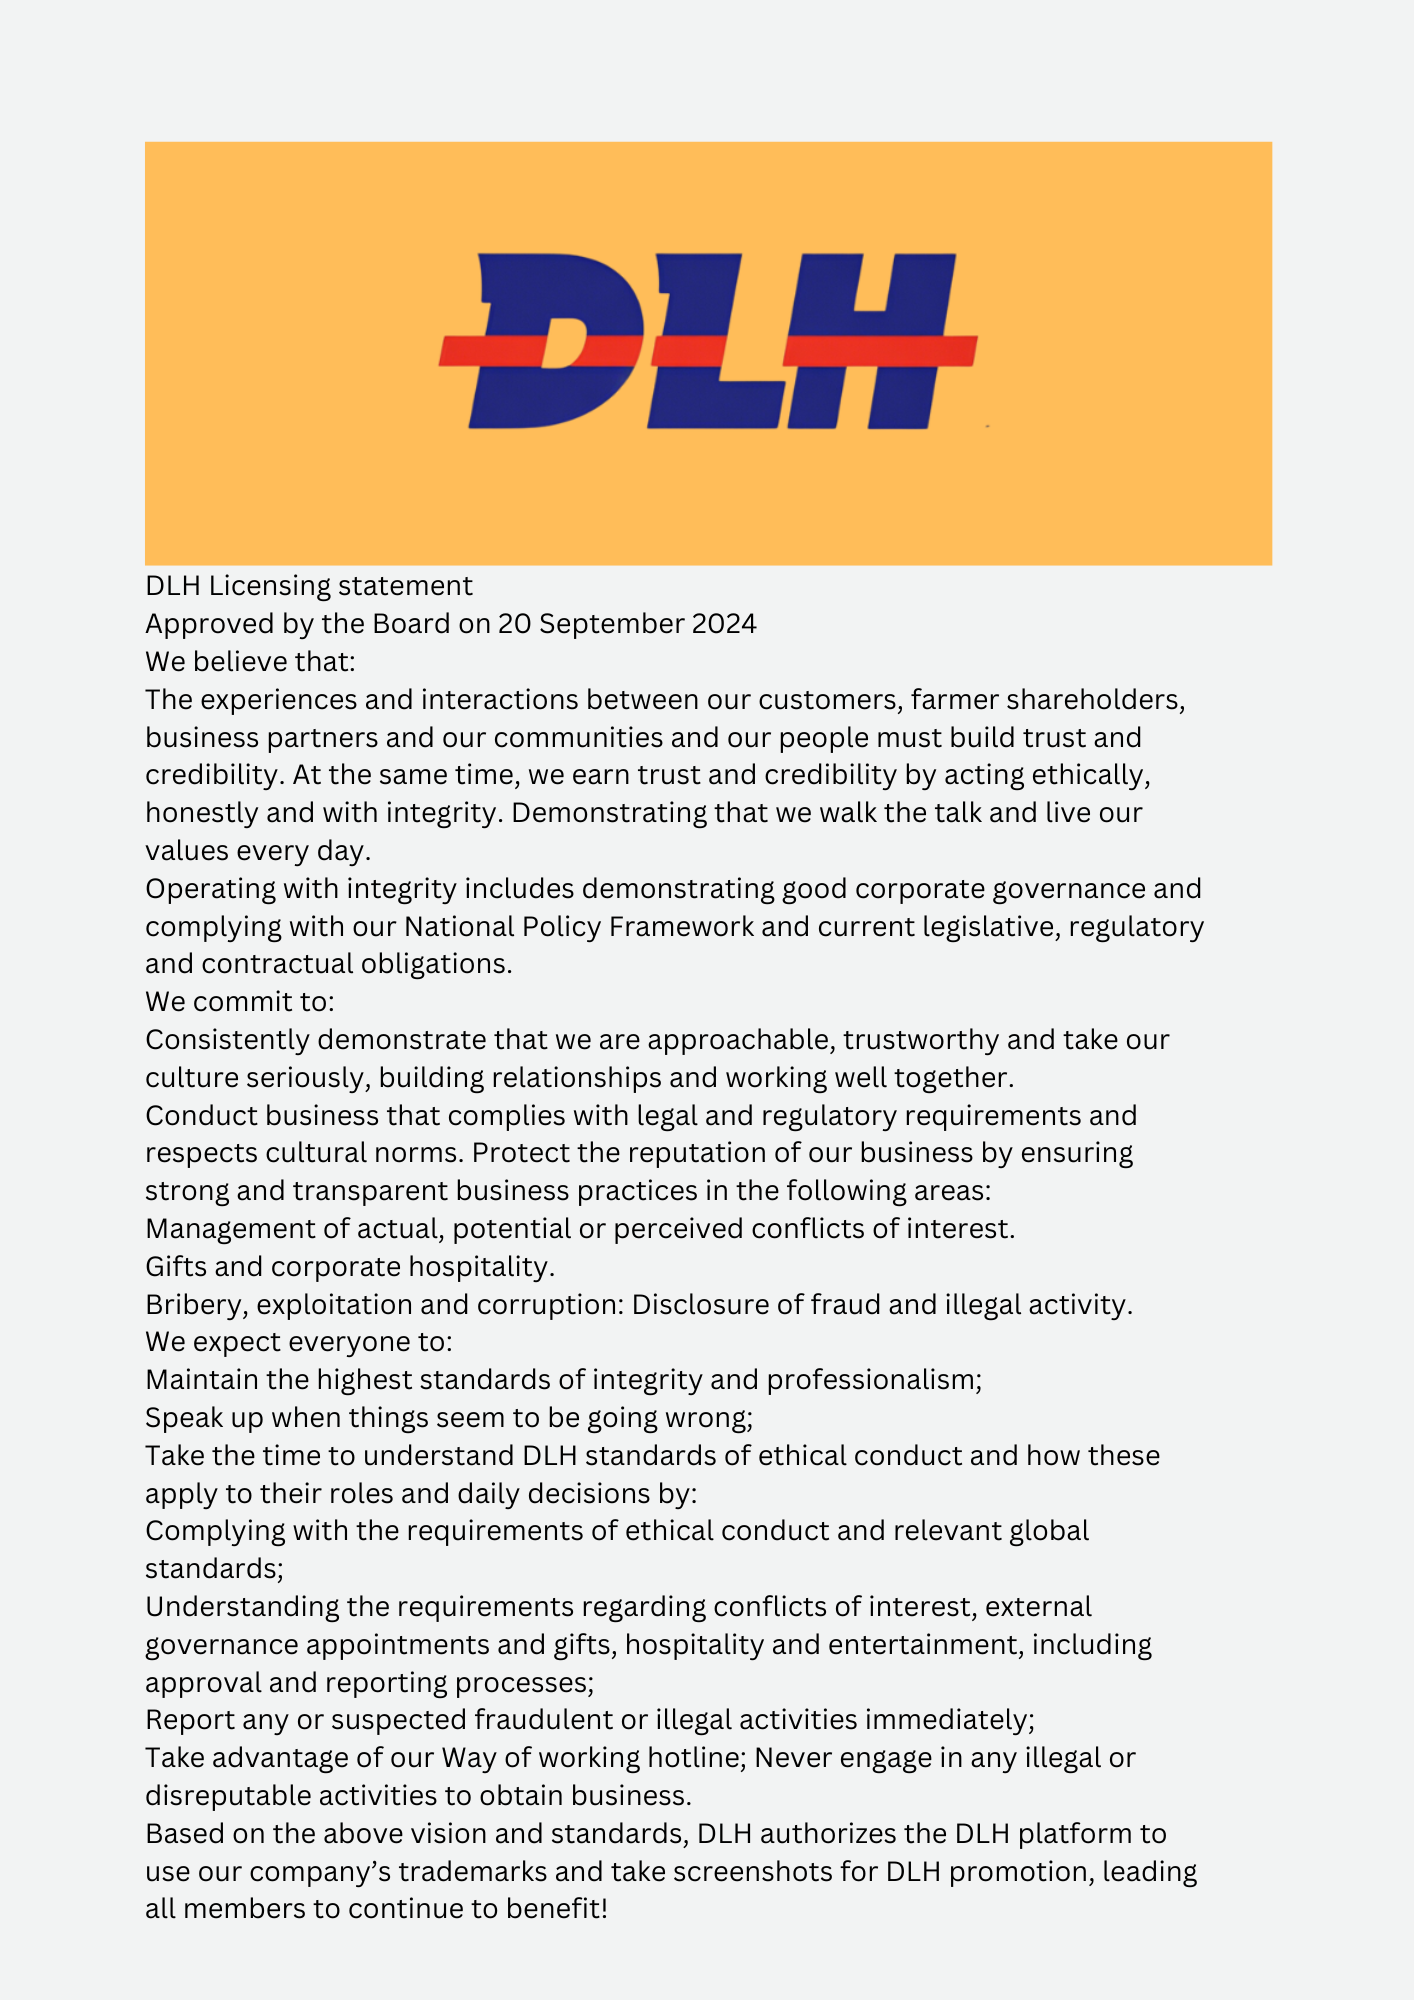 DLH
DLH Licensing statement
Approved by the Board on 20 September 2024
We believe that:
The experiences and interactions between our customers, farmer shareholders,
business partners and our communities and our people must build trust and
credibility. At the same time, we earn trust and credibility by acting ethically,
honestly and with integrity. Demonstrating that we walk the talk and live our
values every day.
Operating with integrity includes demonstrating good corporate governance and
complying with our National Policy Framework and current legislative, regulatory
and contractual obligations.
We commit to:
Consistently demonstrate that we are approachable, trustworthy and take our
culture seriously, building relationships and working well together.
Conduct business that complies with legal and regulatory requirements and
respects cultural norms. Protect the reputation of our business by ensuring
strong and transparent business practices in the following areas:
Management of actual, potential or perceived conflicts of interest.
Gifts and corporate hospitality.
Bribery, exploitation and corruption: Disclosure of fraud and illegal activity.
We expect everyone to:
Maintain the highest standards of integrity and professionalism;
Speak up when things seem to be going wrong;
Take the time to understand DLH standards of ethical conduct and how these
apply to their roles and daily decisions by:
Complying with the requirements of ethical conduct and relevant global
standards;
Understanding the requirements regarding conflicts of interest, external
governance appointments and gifts, hospitality and entertainment, including
approval and reporting processes;
Report any or suspected fraudulent or illegal activities immediately;
Take advantage of our Way of working hotline; Never engage in any illegal or
disreputable activities to obtain business.
Based on the above vision and standards, DLH authorizes the DLH platform to
use our company’s trademarks and take screenshots for DLH promotion, leading
all members to continue to benefit!